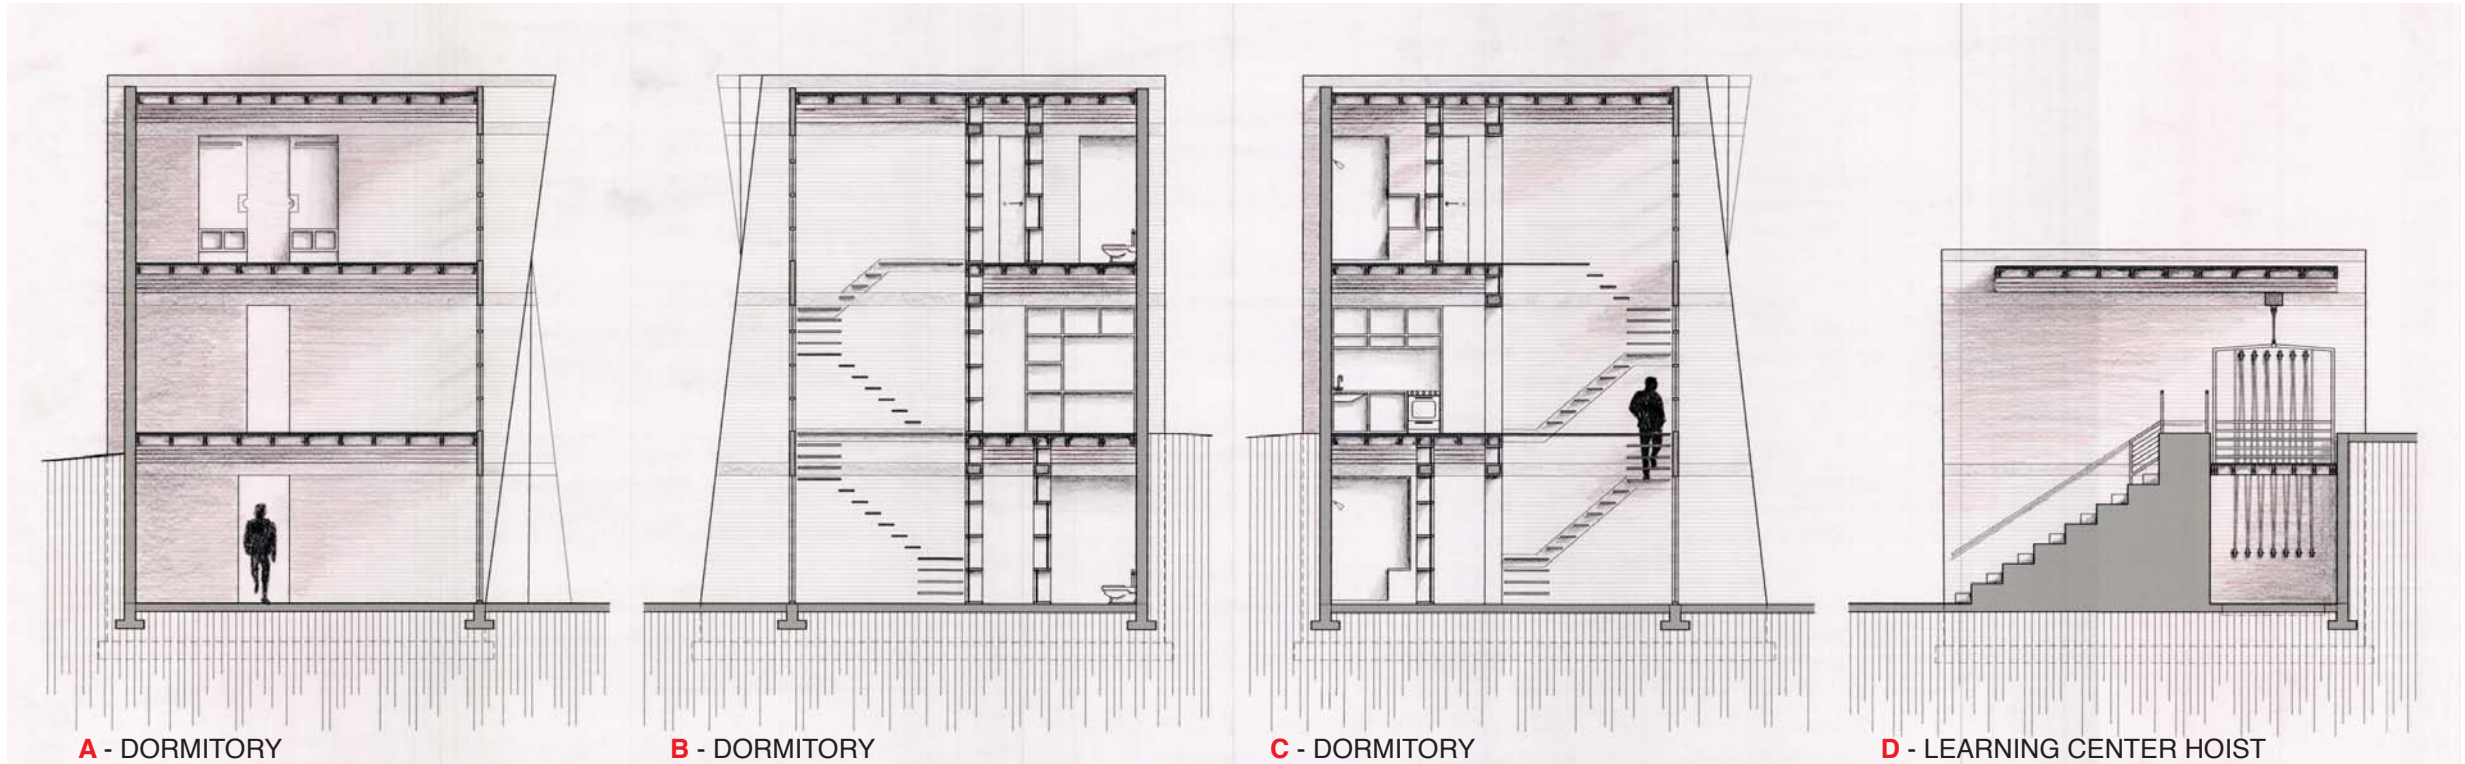 A - DORMITORY
B - DORMITORY
C - DORMITORY
D - LEARNING CENTER HOIST